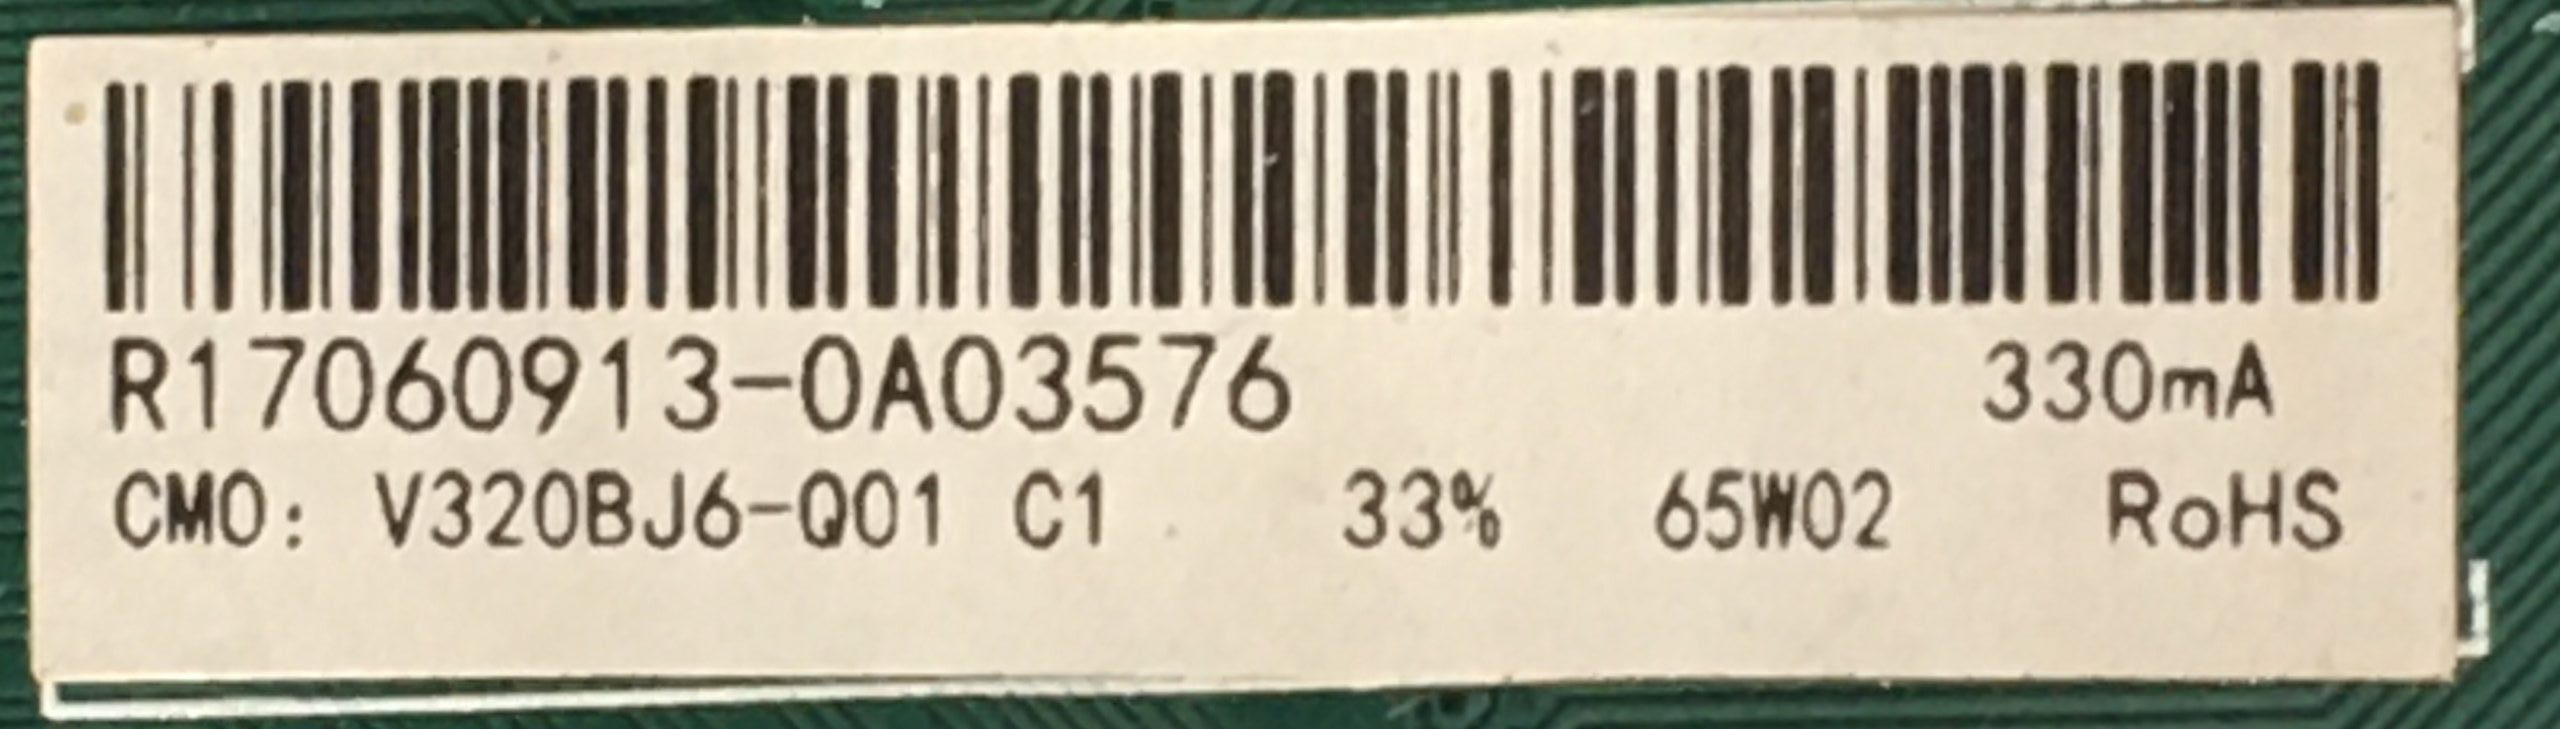 R17060913-0A03576 330mA
CMO: V320BJ6-Q01 C1 33% 65W02 RoHS